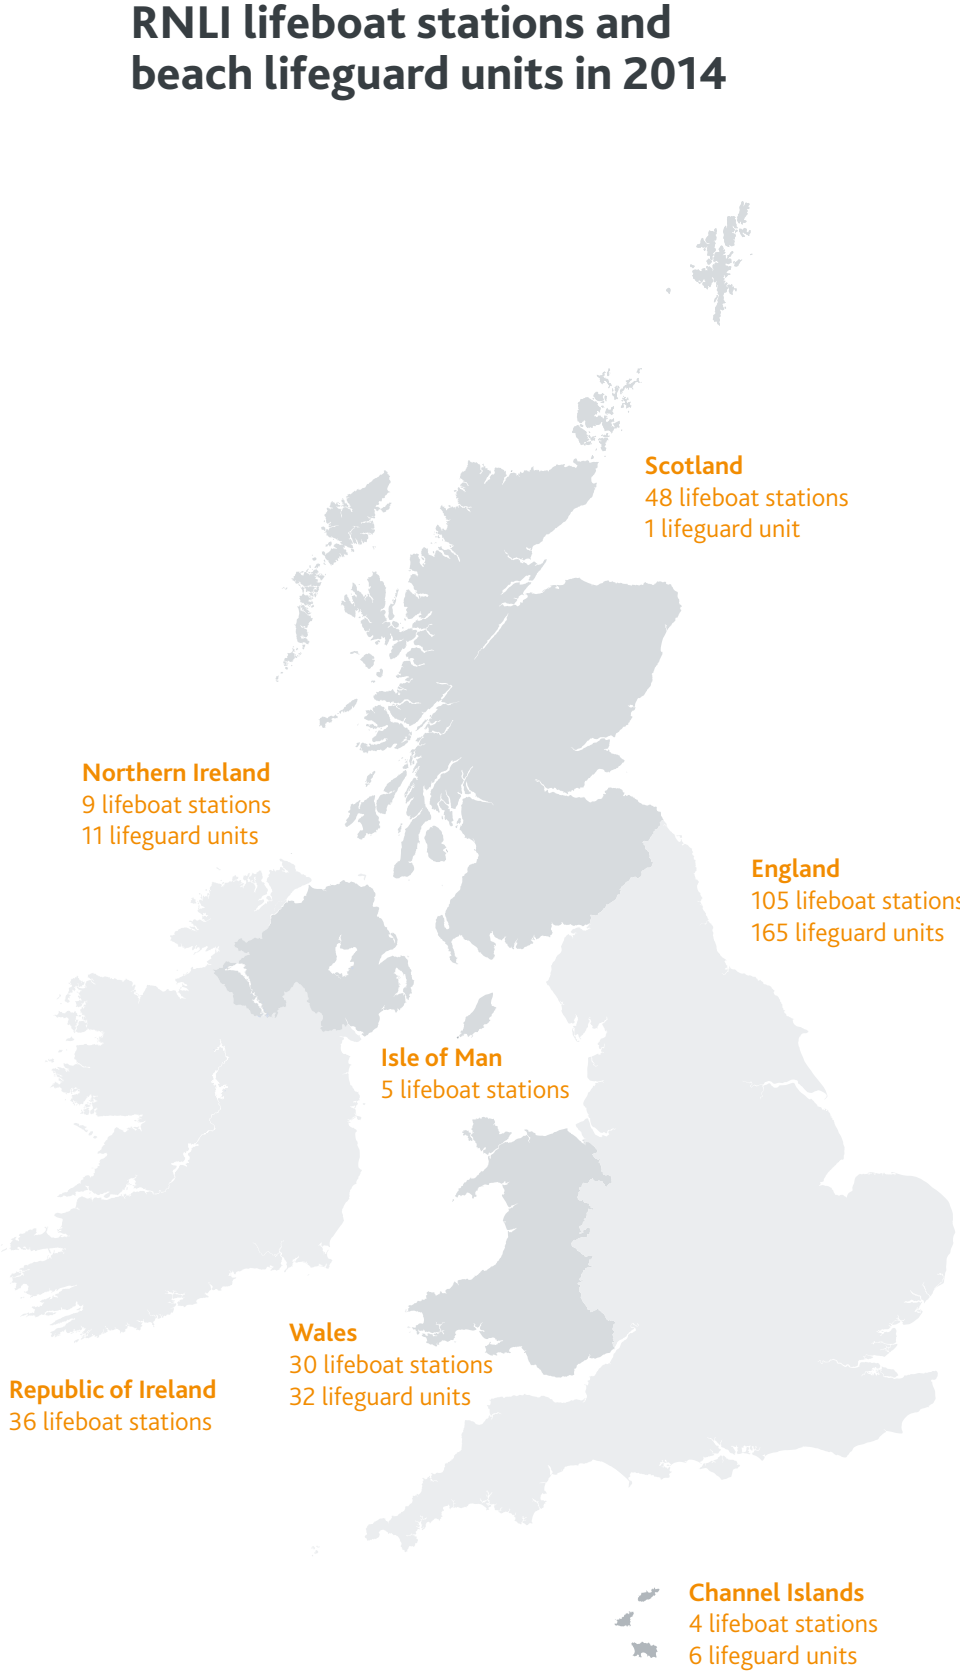 RNLI lifeboat stations and
beach lifeguard units in 2014
Scotland
48 lifeboat stations
1 lifeguard unit
Northern Ireland
9 lifeboat stations
11 lifeguard units
England
105 lifeboat stations
165 lifeguard units
Isle of Man
5 lifeboat stations
Wales
30 lifeboat stations
32 lifeguard units
Republic of Ireland
36 lifeboat stations
Channel Islands
4 lifeboat stations
6 lifeguard units